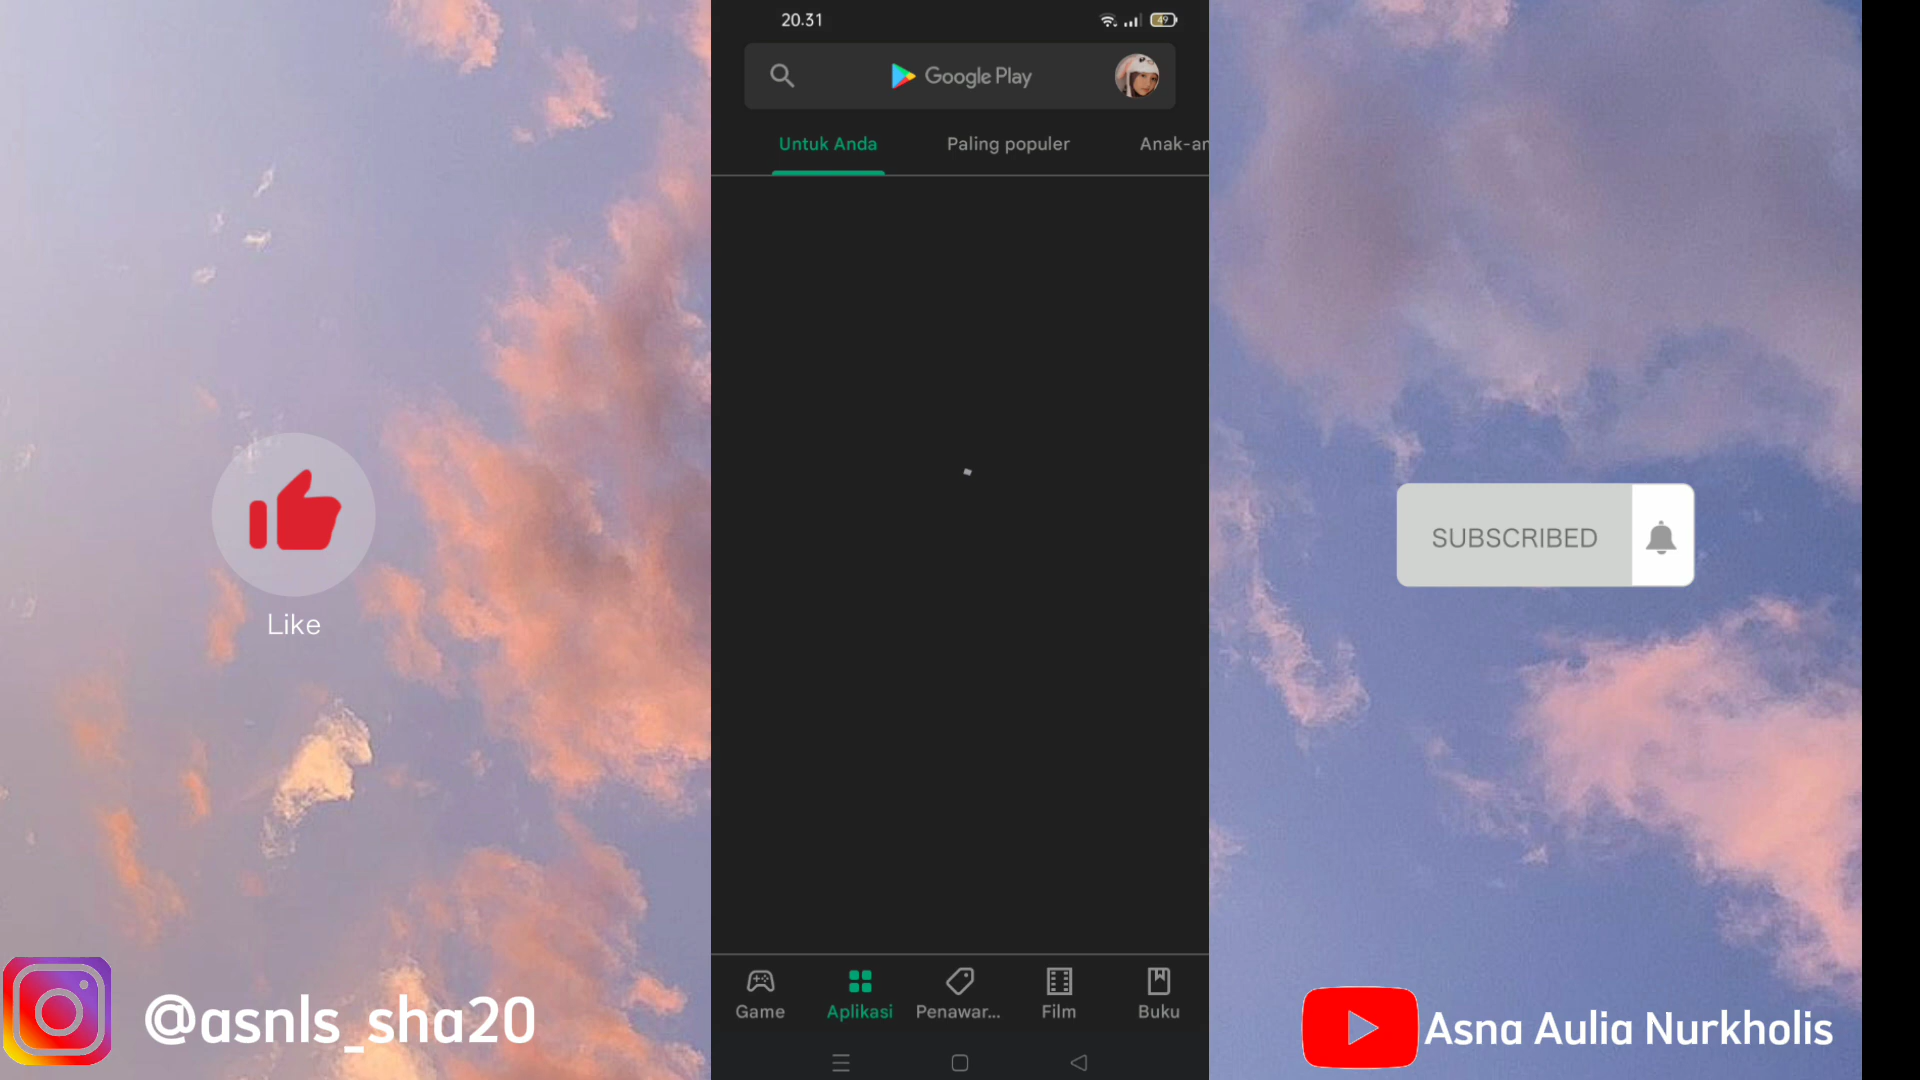 20.31
49
Google Play
Untuk Anda
Paling populer
Anak-an
Like
SUBSCRIBED
Game
Aplikasi
Penawar...
Film
Buku
@asnls_sha20
Asna Aulia Nurkholis